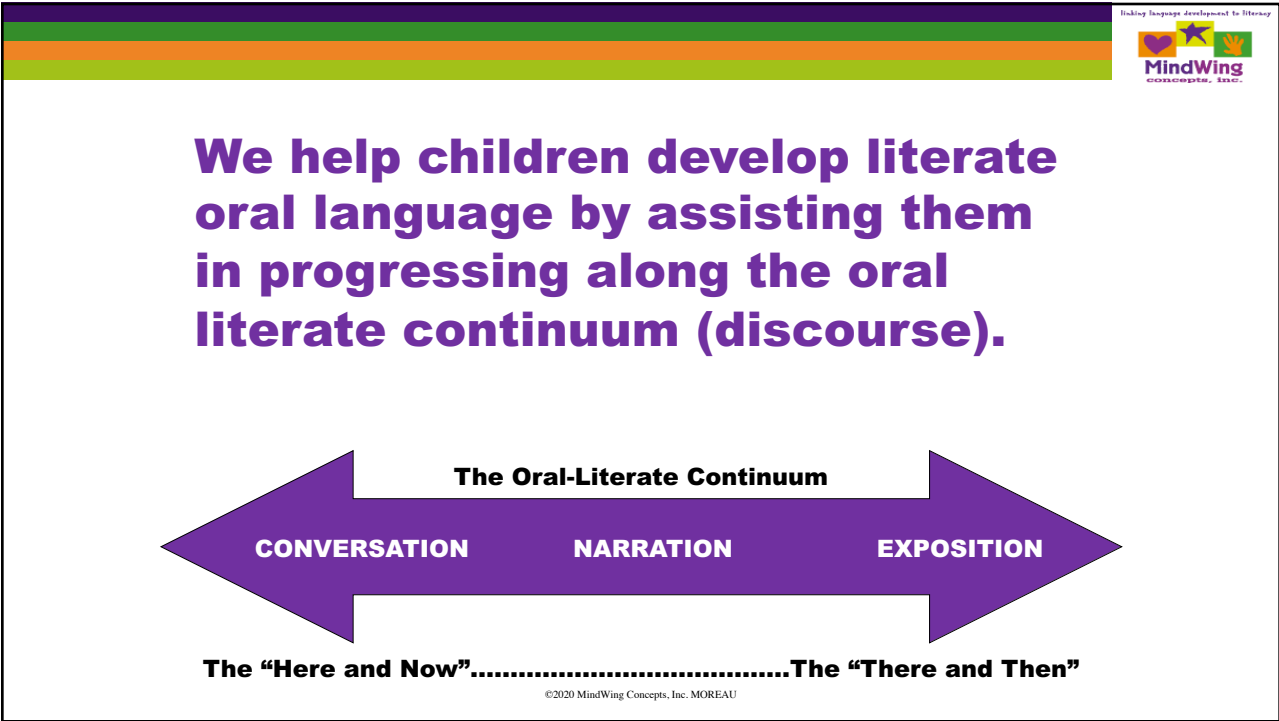 linking language development to literacy
MindWing
concepts, inc.
We help children develop literate
oral language by assisting them
in progressing along the oral
literate continuum (discourse).
The Oral-Literate Continuum
CONVERSATION NARRATION EXPOSITION
The “Here and Now”........................................The “There and Then”
©2020 MindWing Concepts, Inc. MOREAU